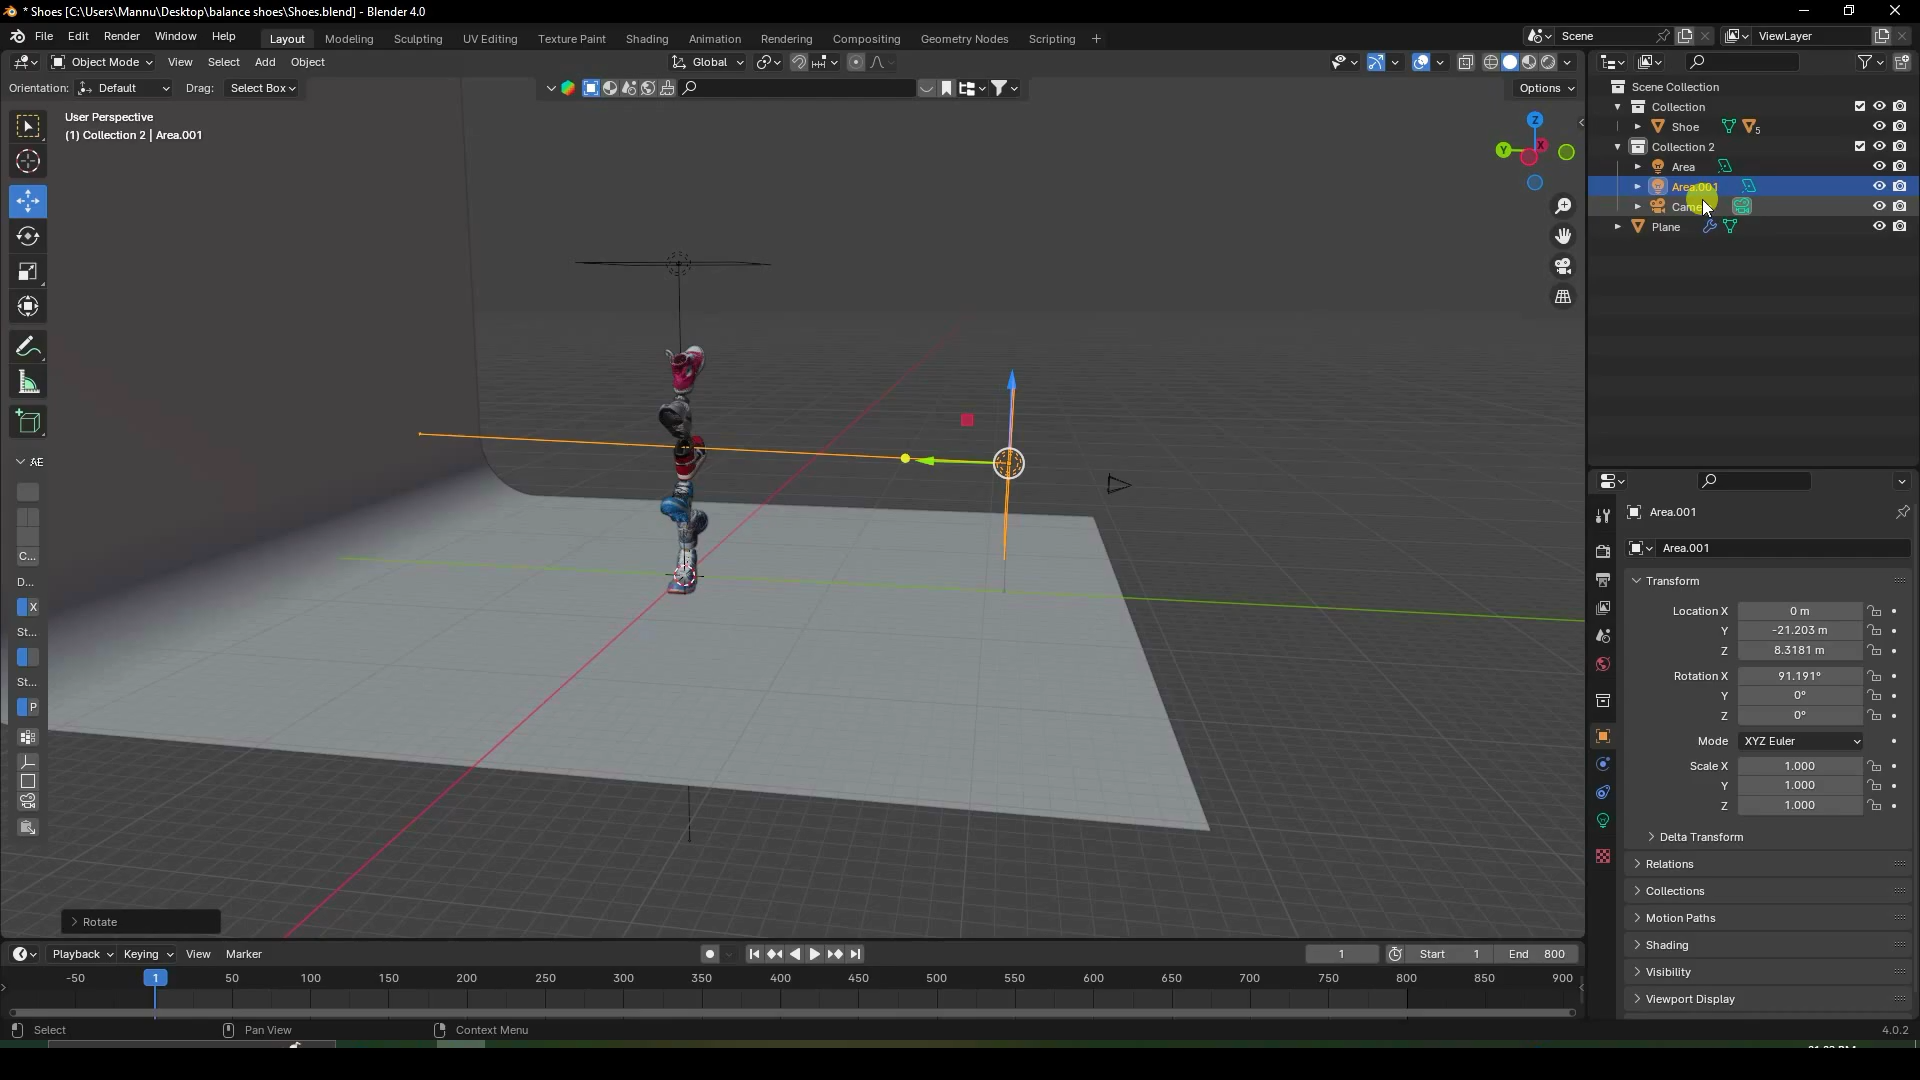 * Shoes [C:\Users\Mannu\Desktop\balance shoes\Shoes.blend] - Blender 4.0
File Edit Render Window Help
Layout Modeling Sculpting UV Editing Texture Paint Shading Animation Rendering Compositing Geometry Nodes Scripting +
Scene
ViewLayer
Object Mode View Select Add Object
Global
Orientation: Default Drag: Select Box
Options
User Perspective
(1) Collection 2 | Area.001
Z
Y
X
AE
C...
D...
X
St...
St...
P
Rotate
Scene Collection
Collection
Shoe 5
Collection 2
Area
Area.001
Plane
Area.001
Area.001
Transform
Location X 0 m
Y -21.203 m
Z 8.3181 m
Rotation X 91.191°
Y 0°
Z 0°
Mode XYZ Euler
Scale X 1.000
Y 1.000
Z 1.000
Delta Transform
Relations
Collections
Motion Paths
Shading
Visibility
Viewport Display
Playback Keying View Marker
1 Start 1 End 800
-50 1 50 100 150 200 250 300 350 400 450 500 550 600 650 700 750 800 850 900
Select Pan View Context Menu
4.0.2